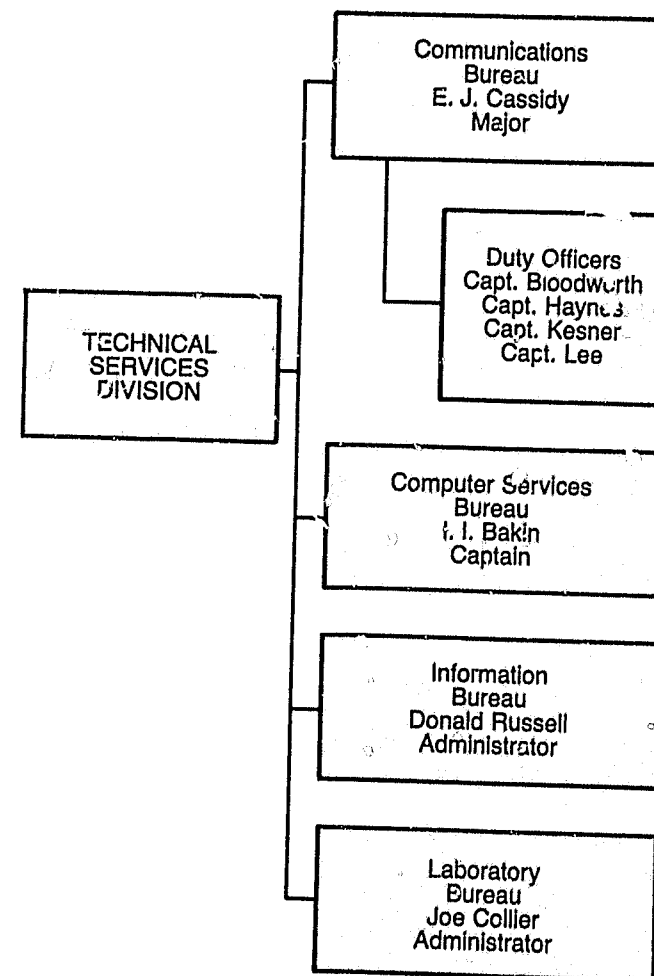 Communications
Bureau
E. J. Cassidy
Major
Duty Officers
Capt. Bloodworth
Capt. Haynes
Capt. Kesner
Capt. Lee
TECHNICAL
SERVICES
DIVISION
Computer Services
Bureau
I. Bakin
Captain
Information
Bureau
Donald Russell
Administrator
Laboratory
Bureau
Joe Collier
Administrator